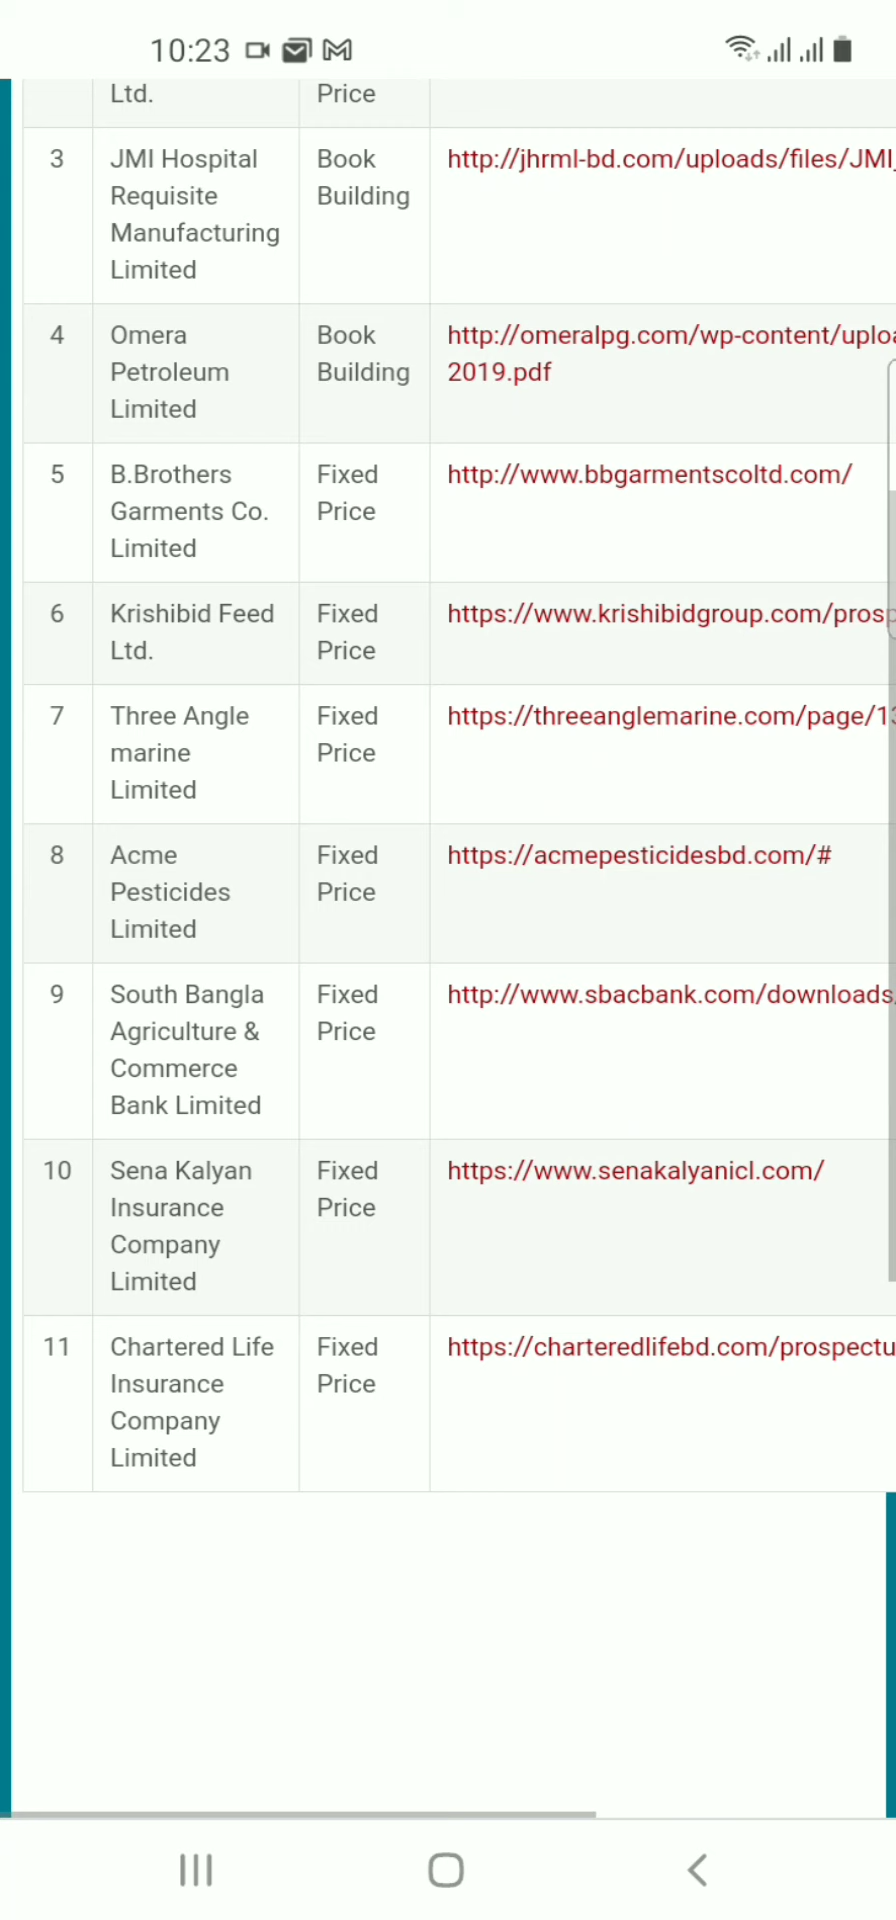 10:23
Ltd. Price
3 JMI Hospital Book http://jhrml-bd.com/uploads/files/JMI_
Requisite Building
Manufacturing
Limited
4 Omera Book http://omeralpg.com/wp-content/uploa
Petroleum Building 2019.pdf
Limited
5 B.Brothers Fixed http://www.bbgarmentscoltd.com/
Garments Co. Price
Limited
6 Krishibid Feed Fixed https://www.krishibidgroup.com/prosp
Ltd. Price
7 Three Angle Fixed https://threeanglemarine.com/page/13
marine Price
Limited
8 Acme Fixed https://acmepesticidesbd.com/#
Pesticides Price
Limited
9 South Bangla Fixed http://www.sbacbank.com/downloads/
Agriculture & Price
Commerce
Bank Limited
10 Sena Kalyan Fixed https://www.senakalyanicl.com/
Insurance Price
Company
Limited
11 Chartered Life Fixed https://charteredlifebd.com/prospectu
Insurance Price
Company
Limited